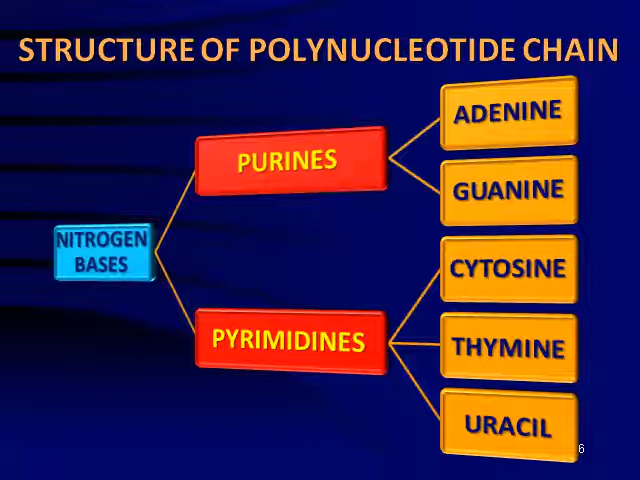 STRUCTURE OF POLYNUCLEOTIDE CHAIN
ADENINE
PURINES
GUANINE
NITROGEN
BASES
CYTOSINE
PYRIMIDINES
THYMINE
URACIL
6